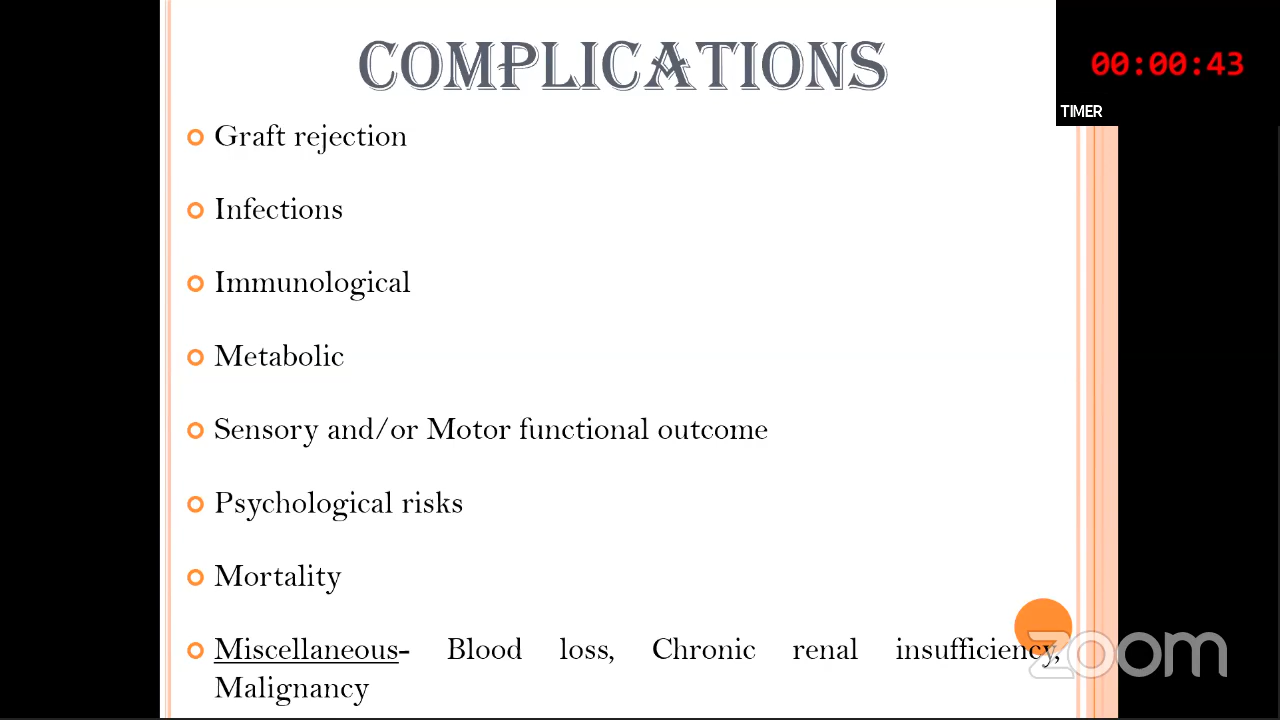 COMPLICATIONS
00:00:43
TIMER
Graft rejection
Infections
Immunological
Metabolic
Sensory and/or Motor functional outcome
Psychological risks
Mortality
Miscellaneous- Blood loss, Chronic renal insufficiency,
Malignancy
zoom